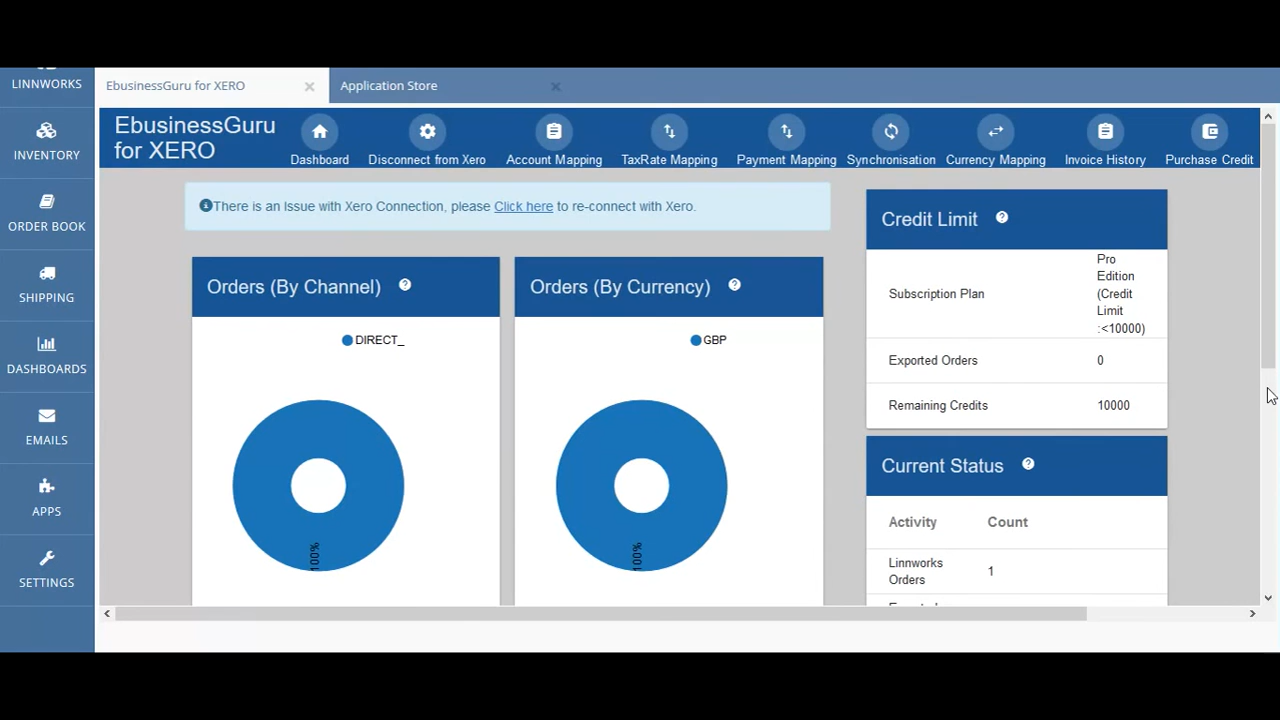 LINNWORKS
INVENTORY
ORDER BOOK
SHIPPING
DASHBOARDS
EMAILS
APPS
SETTINGS
EbusinessGuru for XERO
Application Store
EbusinessGuru
for XERO
Dashboard
Disconnect from Xero
Account Mapping
TaxRate Mapping
Payment Mapping
Synchronisation
Currency Mapping
Invoice History
Purchase Credit
There is an Issue with Xero Connection, please Click here to re-connect with Xero.
Orders (By Channel)
DIRECT_
100%
Orders (By Currency)
GBP
100%
Credit Limit
Subscription Plan
Pro
Edition
(Credit
Limit
:<10000)
Exported Orders 0
Remaining Credits 10000
Current Status
Activity Count
Linnworks
Orders
1